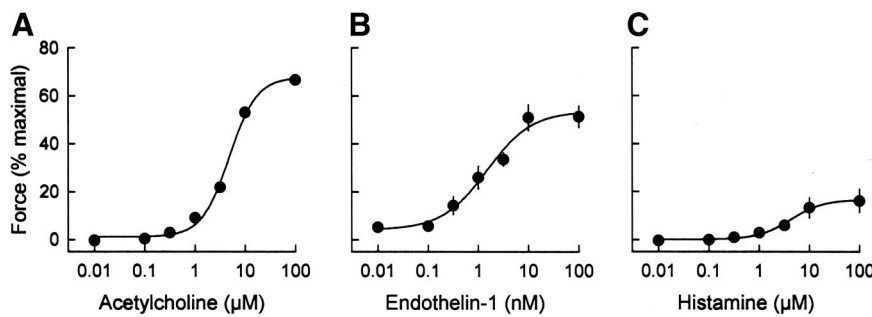 A B C
80
60
40
20
0
Force (% maximal)
0.01 0.1 1 10 100 0.01 0.1 1 10 100 0.01 0.1 1 10 100
Acetylcholine (µM) Endothelin-1 (nM) Histamine (µM)